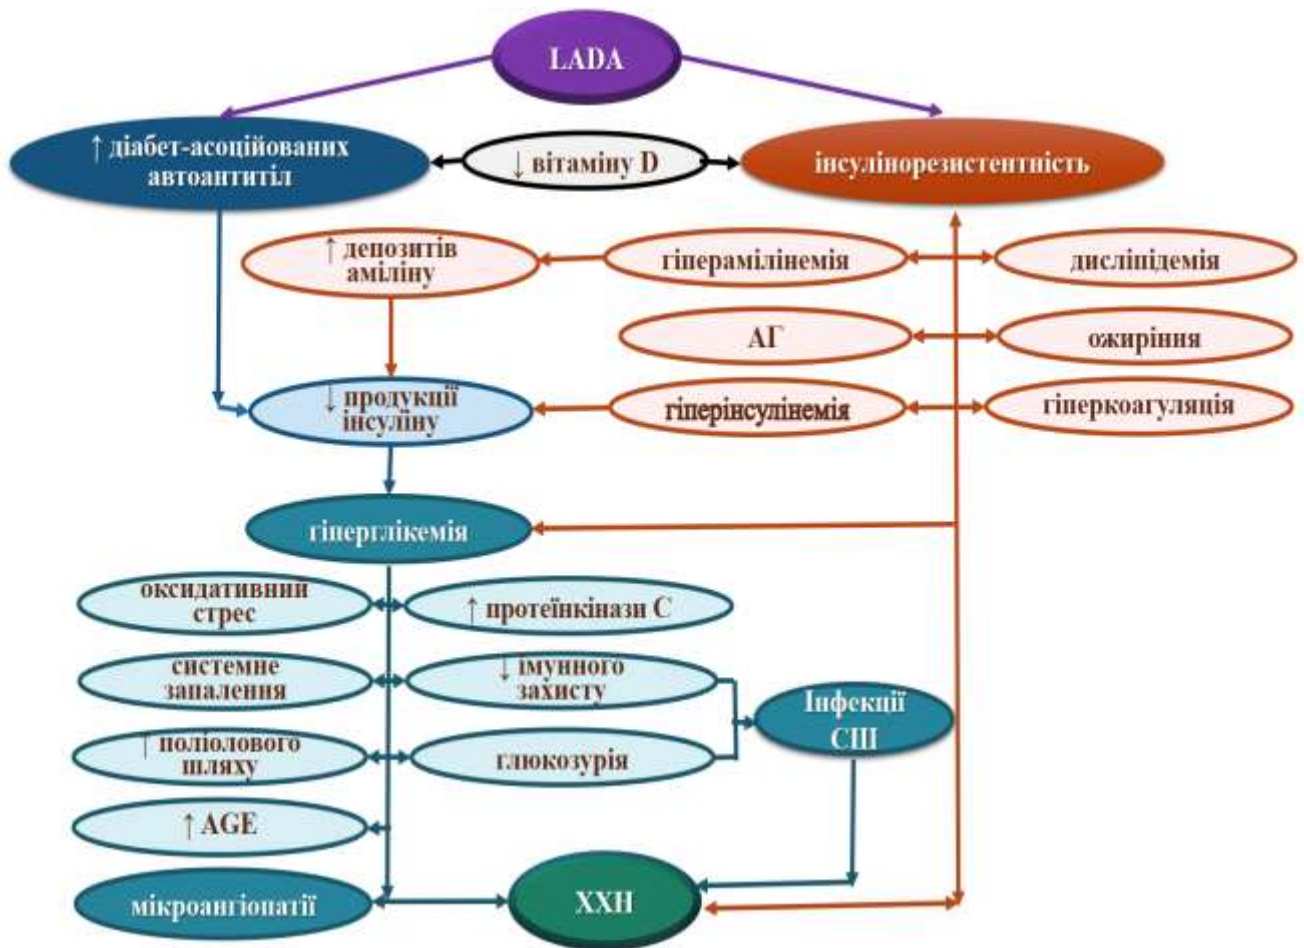 LADA
↑ діабет-асоційованих
автоантитіл
↓ вітаміну D
інсулінорезистентність
↑ депозитів
аміліну
гіперамілінемія
дисліпідемія
АГ
ожиріння
↓ продукції
інсуліну
гіперінсулінемія
гіперкоагуляція
гіперглікемія
оксидативний
стрес
↑ протеїнкінази С
системне
запалення
↓ імунного
захисту
Інфекції
СШ
↑ поліолового
шляху
глюкозурія
↑ AGE
мікроангіопатії
ХХН